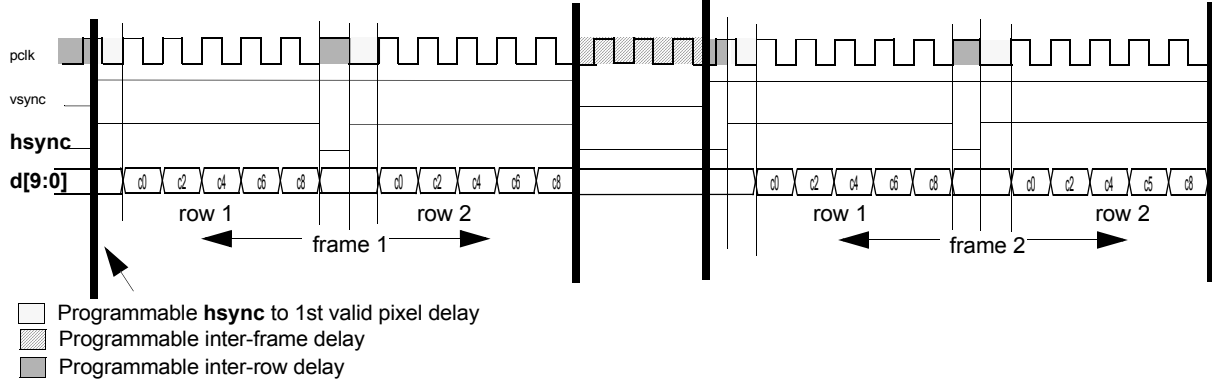 pclk
vsync
hsync
d[9:0] c0 c2 c4 c6 c8 c0 c2 c4 c6 c8 c0 c2 c4 c6 c8 c0 c2 c4 c5 c8
row 1 row 2 row 1 row 2
frame 1 frame 2
Programmable hsync to 1st valid pixel delay
Programmable inter-frame delay
Programmable inter-row delay